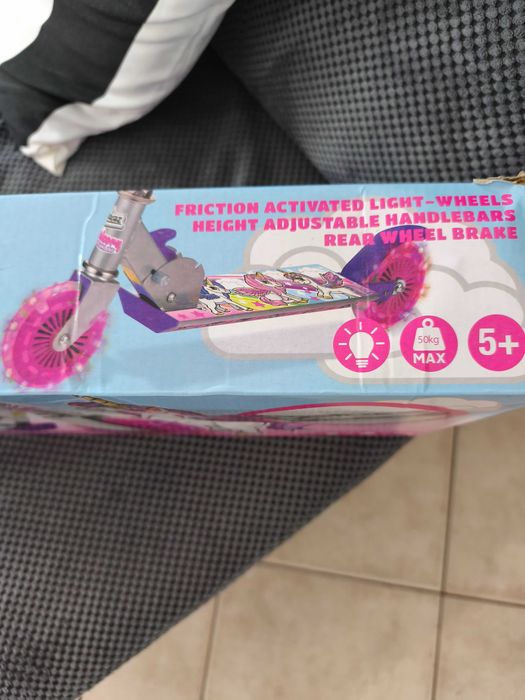 FRICTION ACTIVATED LIGHT-WHEELS
HEIGHT ADJUSTABLE HANDLEBARS
REAR WHEEL BRAKE
50kg
MAX
5+